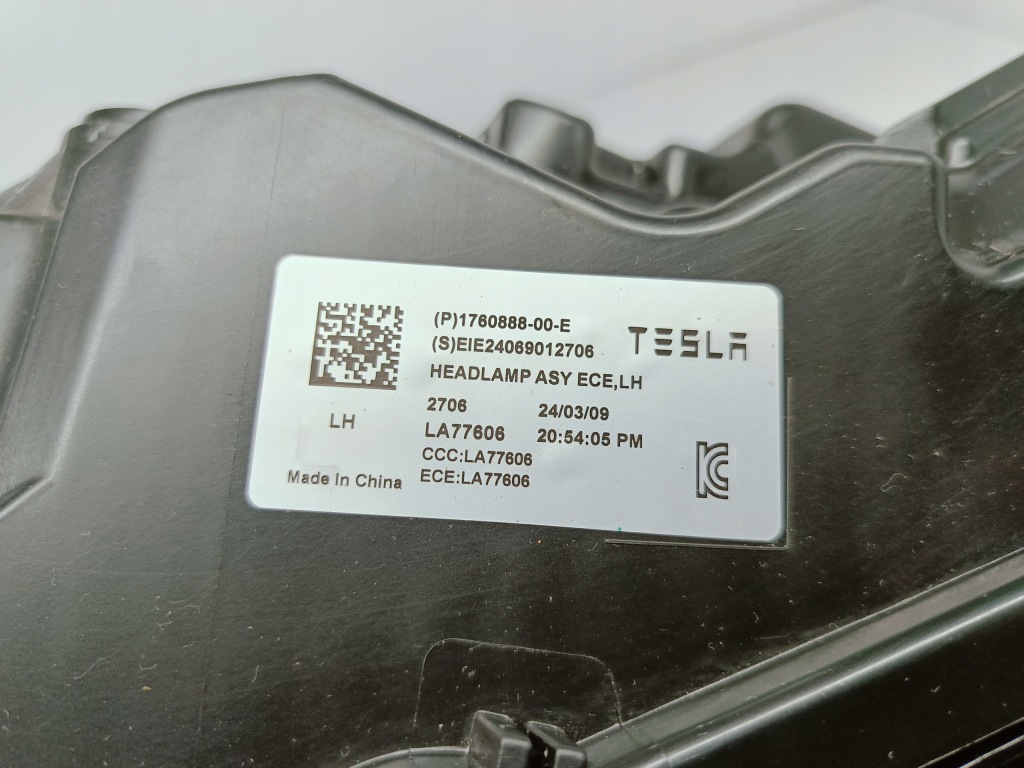 (P)1760888-00-E
(S)EIE24069012706
TESLA
HEADLAMP ASY ECE,LH
2706 24/03/09
LH
LA77606 20:54:05 PM
CCC:LA77606
Made In China
ECE:LA77606
KC